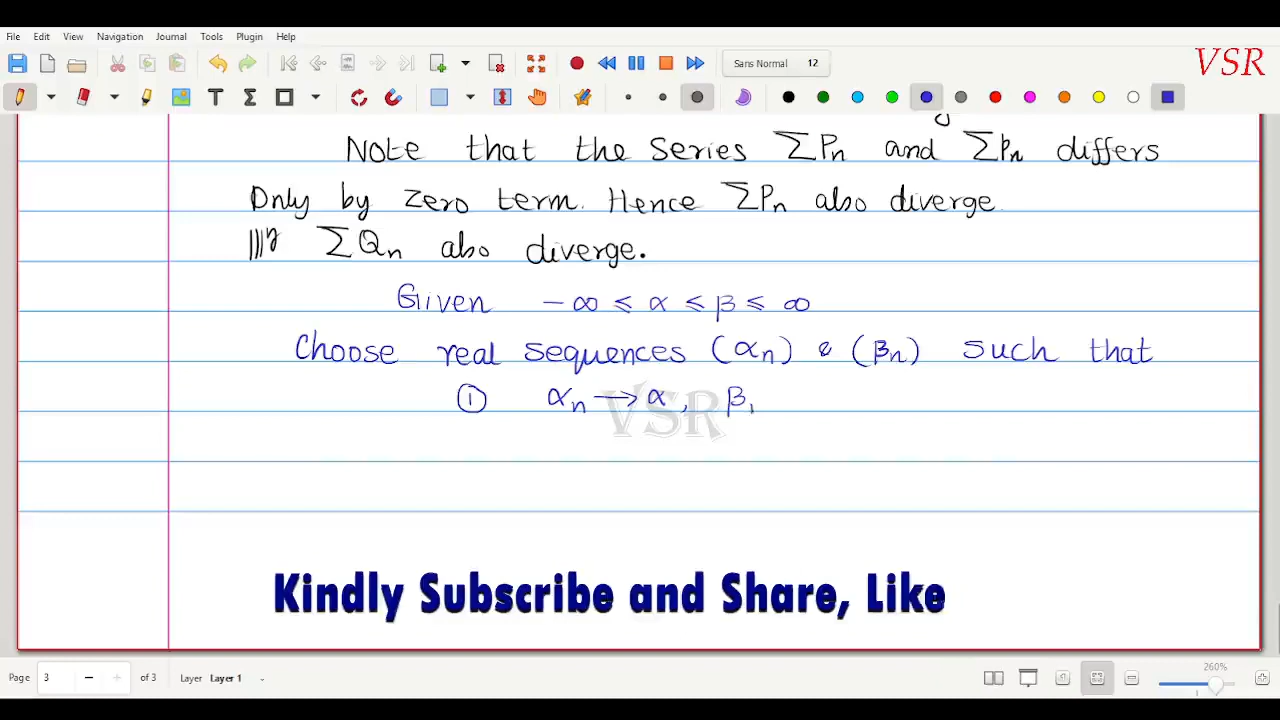 File Edit View Navigation Journal Tools Plugin Help
VSR
Sans Normal 12
Note that the series ΣPn and Σpn differs
Only by zero term. Hence ΣPn also diverge.
|||ly ΣQn also diverge.
Given -∞ ≤ α ≤ β ≤ ∞
Choose real sequences (αn) & (βn) such that
① αn → α, β
VSR
Kindly Subscribe and Share, Like
Page 3 of 3 Layer Layer 1 260%